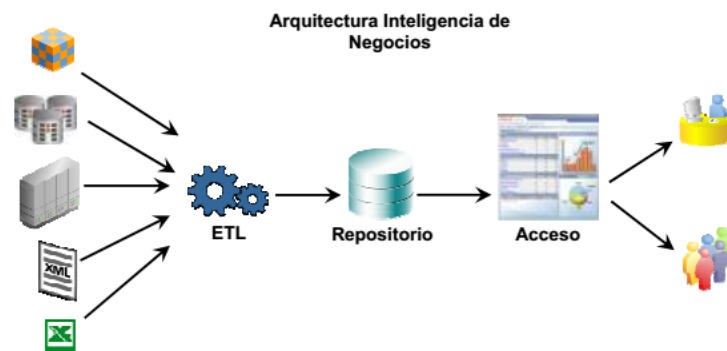 Arquitectura Inteligencia de
Negocios
XML
ETL
Repositorio
Acceso